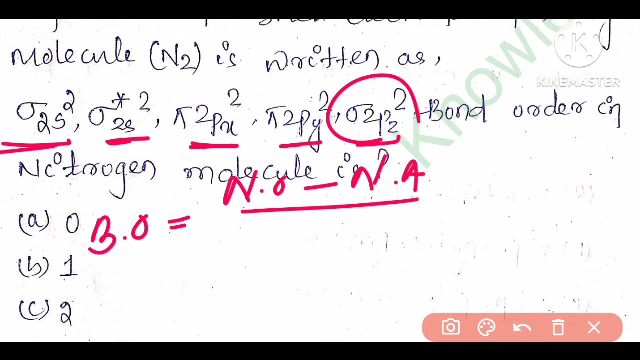 molecule (N2) is written as,
σ2s², σ*2s², π2px², π2py², σ2pz². Bond order in
Nitrogen molecule is?
N.o — N.A
(a) 0 B.O =
(b) 1
(c) 2
KINEMASTER